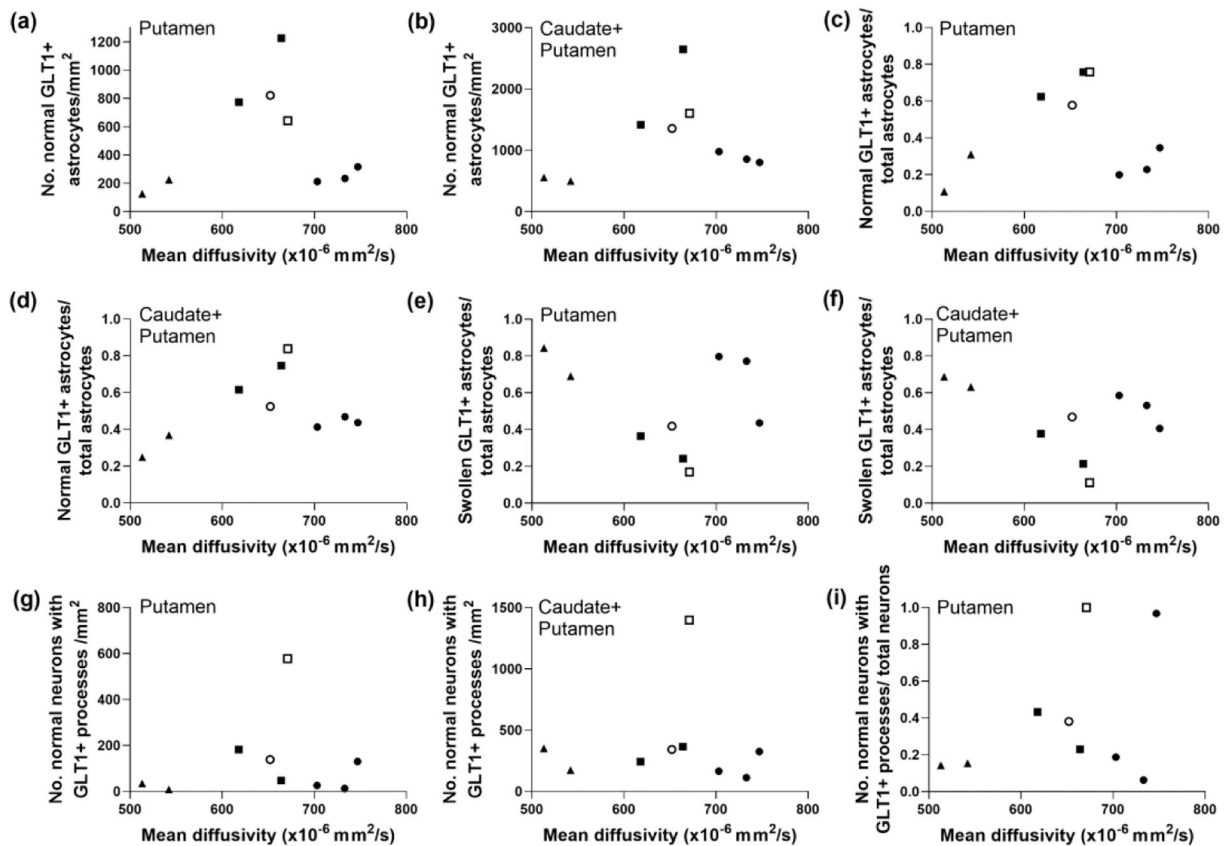 (a)
Putamen
No. normal GLT1+
astrocytes/mm²
1200
1000
800
600
400
200
0
500 600 700 800
Mean diffusivity (x10⁻⁶ mm²/s)
(b)
Caudate+
Putamen
No. normal GLT1+
astrocytes/mm²
3000
2000
1000
0
500 600 700 800
Mean diffusivity (x10⁻⁶ mm²/s)
(c)
Putamen
Normal GLT1+ astrocytes/
total astrocytes
1.0
0.8
0.6
0.4
0.2
0.0
500 600 700 800
Mean diffusivity (x10⁻⁶ mm²/s)
(d)
Caudate+
Putamen
Normal GLT1+ astrocytes/
total astrocytes
1.0
0.8
0.6
0.4
0.2
0.0
500 600 700 800
Mean diffusivity (x10⁻⁶ mm²/s)
(e)
Putamen
Swollen GLT1+ astrocytes/
total astrocytes
1.0
0.8
0.6
0.4
0.2
0.0
500 600 700 800
Mean diffusivity (x10⁻⁶ mm²/s)
(f)
Caudate+
Putamen
Swollen GLT1+ astrocytes/
total astrocytes
1.0
0.8
0.6
0.4
0.2
0.0
500 600 700 800
Mean diffusivity (x10⁻⁶ mm²/s)
(g)
Putamen
No. normal neurons with
GLT1+ processes /mm²
800
600
400
200
0
500 600 700 800
Mean diffusivity (x10⁻⁶ mm²/s)
(h)
Caudate+
Putamen
No. normal neurons with
GLT1+ processes /mm²
1500
1000
500
0
500 600 700 800
Mean diffusivity (x10⁻⁶ mm²/s)
(i)
Putamen
No. normal neurons with
GLT1+ processes/ total neurons
1.0
0.8
0.6
0.4
0.2
0.0
500 600 700 800
Mean diffusivity (x10⁻⁶ mm²/s)